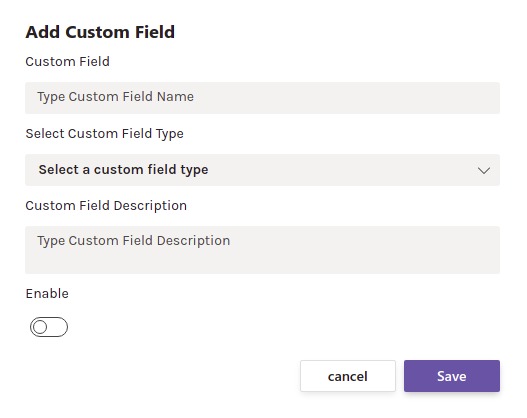 Add Custom Field
Custom Field
Type Custom Field Name
Select Custom Field Type
Select a custom field type
Custom Field Description
Type Custom Field Description
Enable
cancel
Save